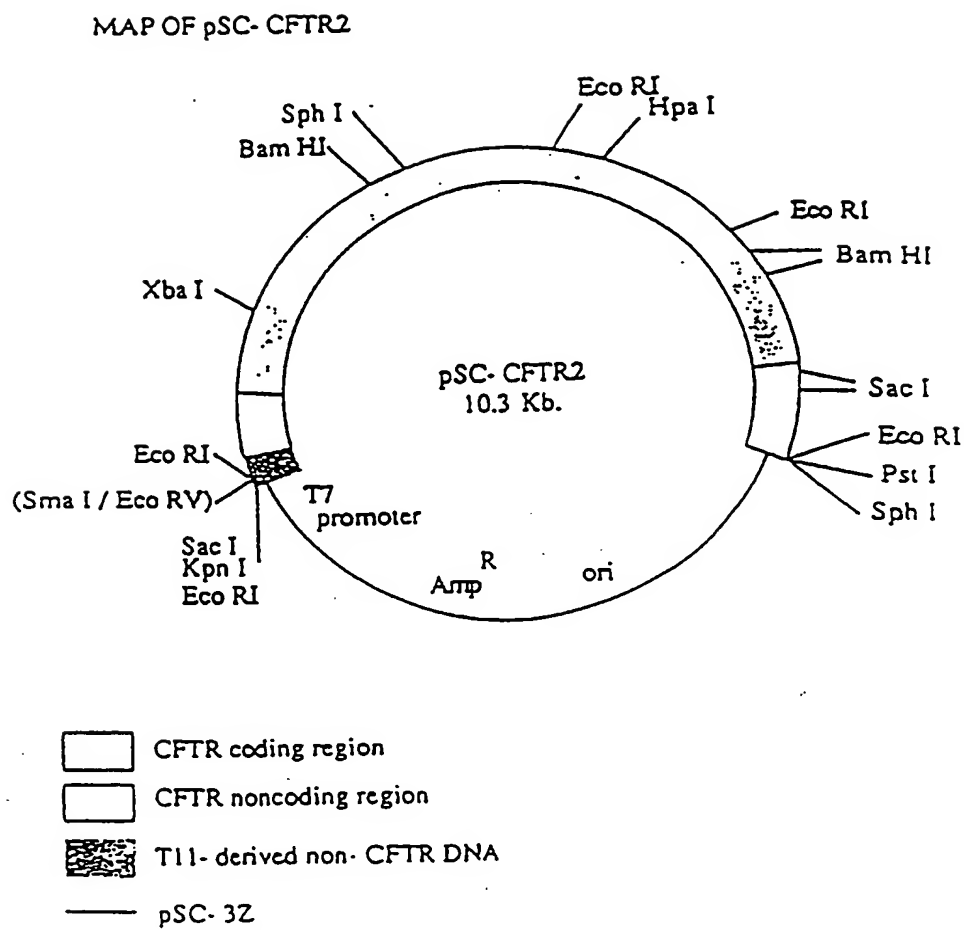 MAP OF pSC- CFTR2
Eco RI
Hpa I
Sph I
Bam HI
Eco RI
Bam HI
Xba I
pSC- CFTR2
10.3 Kb.
Sac I
Eco RI
Eco RI
Pst I
(Sma I / Eco RV)
Sph I
T7
promoter
Sac I
Kpn I
Eco RI
Amp R
ori
CFTR coding region
CFTR noncoding region
T11- derived non- CFTR DNA
pSC- 3Z